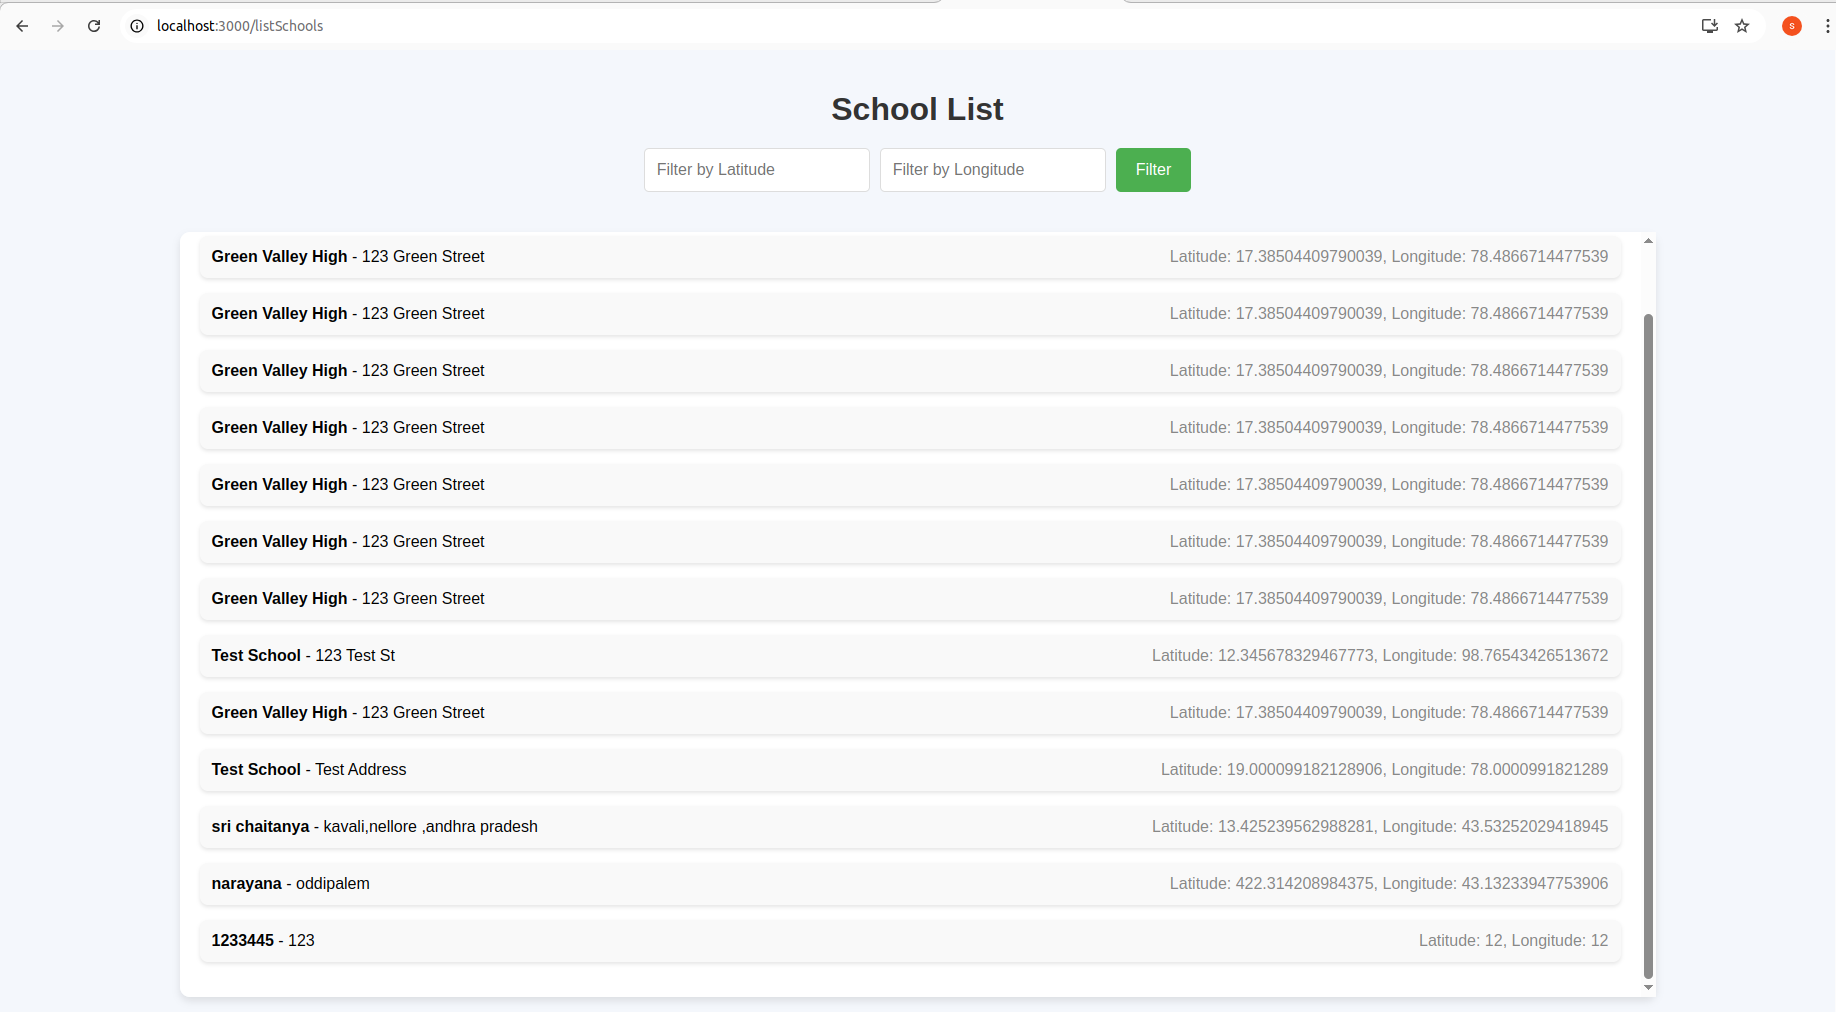 localhost:3000/listSchools
S
School List
Filter by Latitude Filter by Longitude Filter
Green Valley High - 123 Green Street Latitude: 17.38504409790039, Longitude: 78.4866714477539
Green Valley High - 123 Green Street Latitude: 17.38504409790039, Longitude: 78.4866714477539
Green Valley High - 123 Green Street Latitude: 17.38504409790039, Longitude: 78.4866714477539
Green Valley High - 123 Green Street Latitude: 17.38504409790039, Longitude: 78.4866714477539
Green Valley High - 123 Green Street Latitude: 17.38504409790039, Longitude: 78.4866714477539
Green Valley High - 123 Green Street Latitude: 17.38504409790039, Longitude: 78.4866714477539
Green Valley High - 123 Green Street Latitude: 17.38504409790039, Longitude: 78.4866714477539
Test School - 123 Test St Latitude: 12.345678329467773, Longitude: 98.76543426513672
Green Valley High - 123 Green Street Latitude: 17.38504409790039, Longitude: 78.4866714477539
Test School - Test Address Latitude: 19.000099182128906, Longitude: 78.0000991821289
sri chaitanya - kavali,nellore ,andhra pradesh Latitude: 13.425239562988281, Longitude: 43.53252029418945
narayana - oddipalem Latitude: 422.314208984375, Longitude: 43.13233947753906
1233445 - 123 Latitude: 12, Longitude: 12